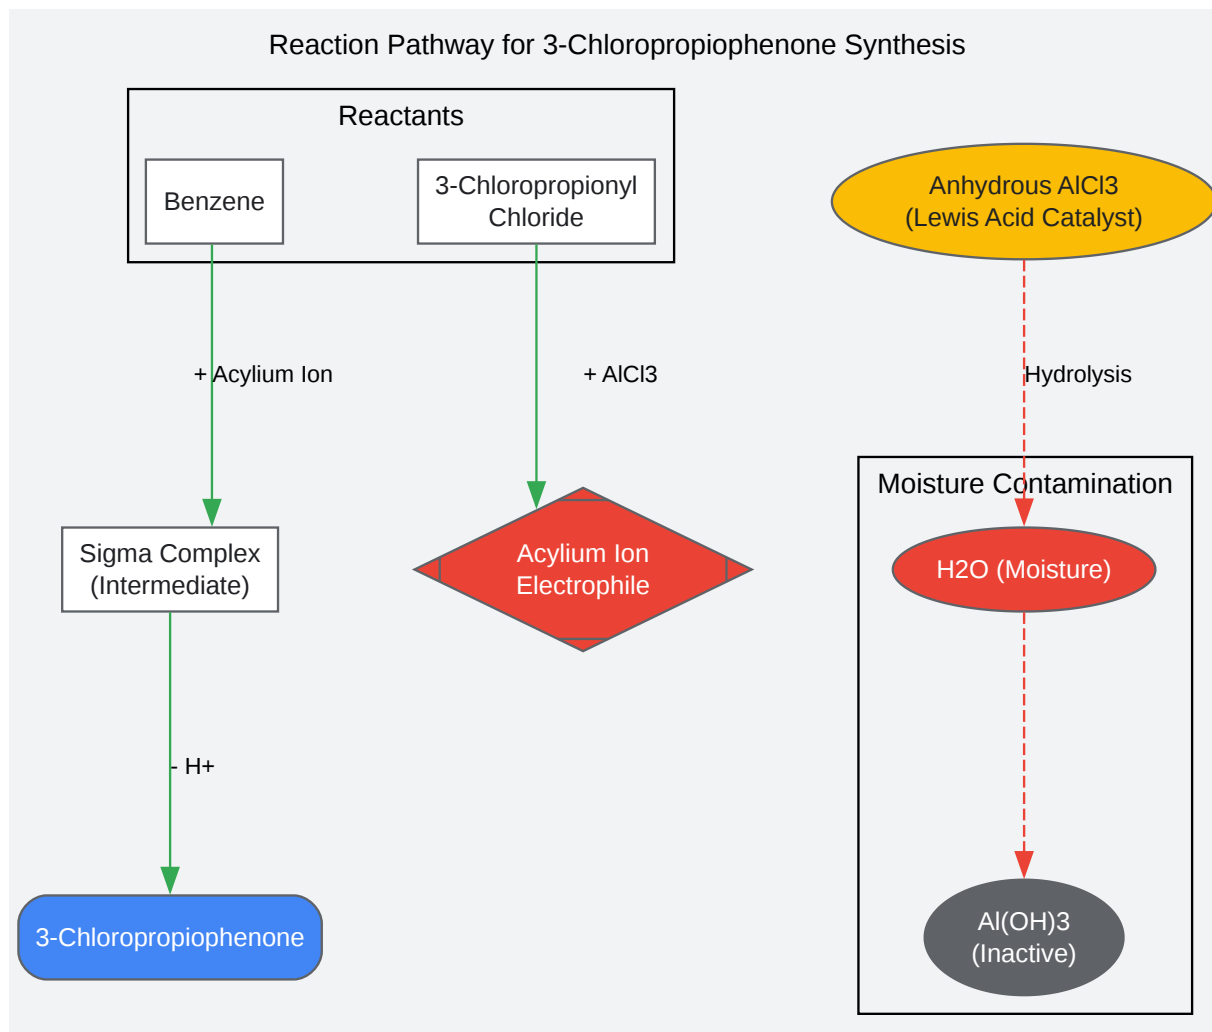 Reaction Pathway for 3-Chloropropiophenone Synthesis
Reactants
Benzene
3-Chloropropionyl
Chloride
Anhydrous AlCl3
(Lewis Acid Catalyst)
+ Acylium Ion
+ AlCl3
Hydrolysis
Moisture Contamination
Sigma Complex
(Intermediate)
Acylium Ion
Electrophile
H2O (Moisture)
- H+
3-Chloropropiophenone
Al(OH)3
(Inactive)